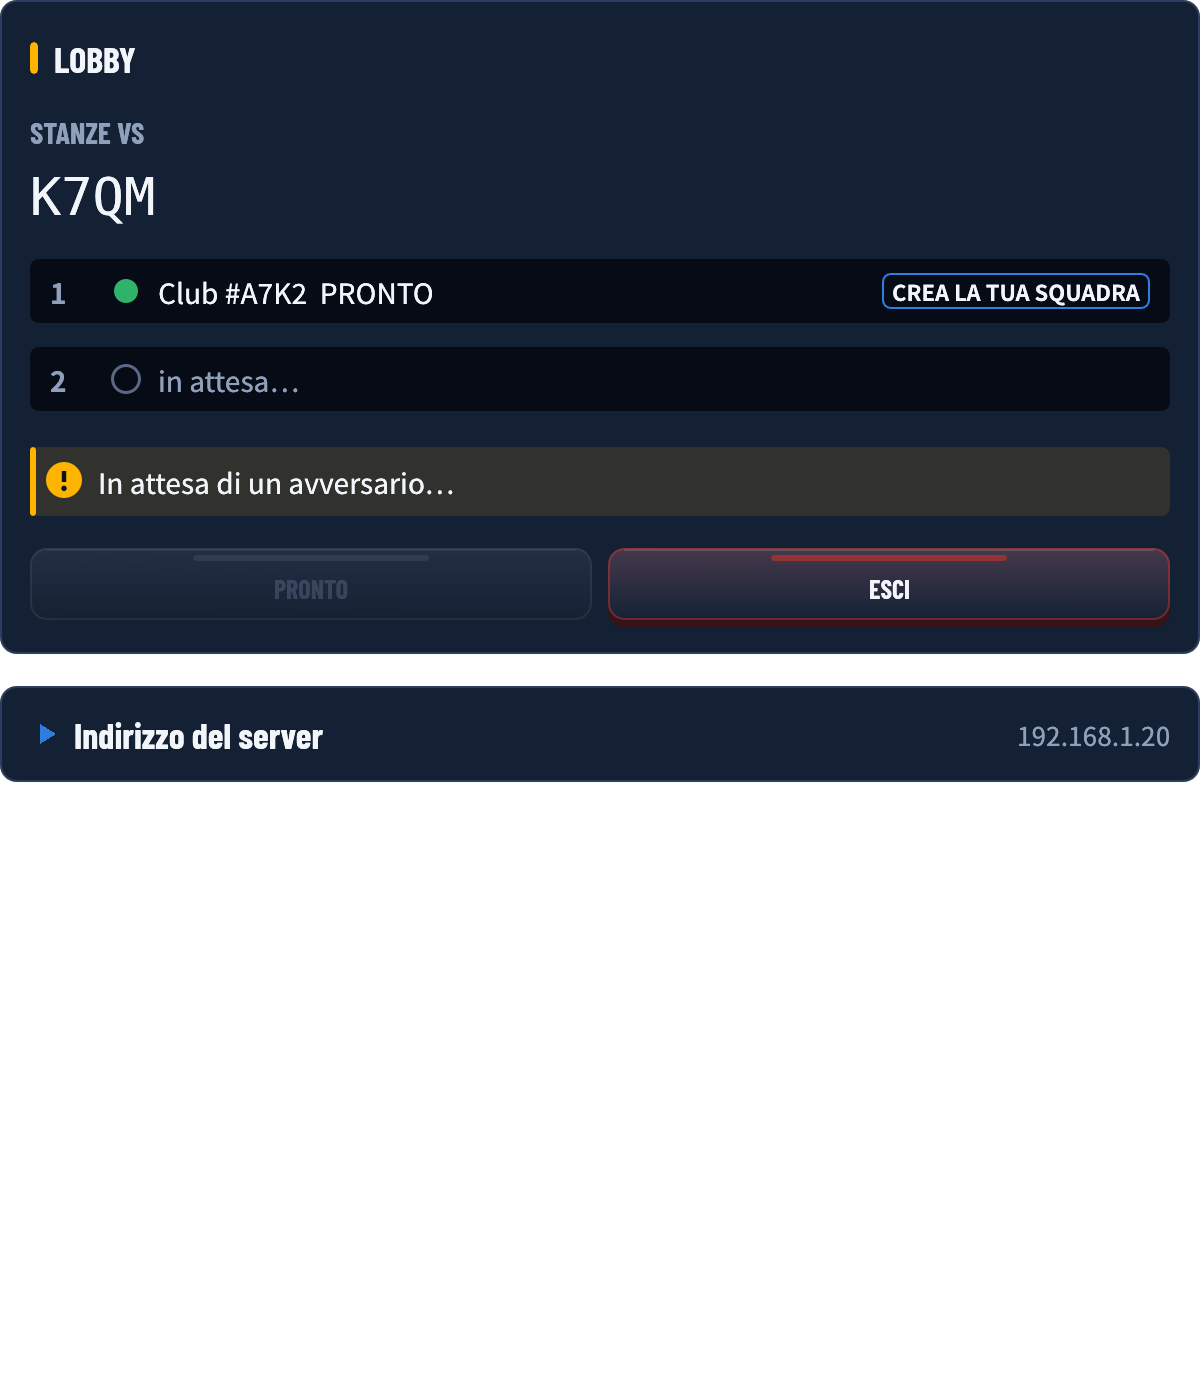 LOBBY
STANZE VS
K7QM
1 Club #A7K2 PRONTO CREA LA TUA SQUADRA
2 in attesa…
! In attesa di un avversario…
PRONTO ESCI
Indirizzo del server 192.168.1.20